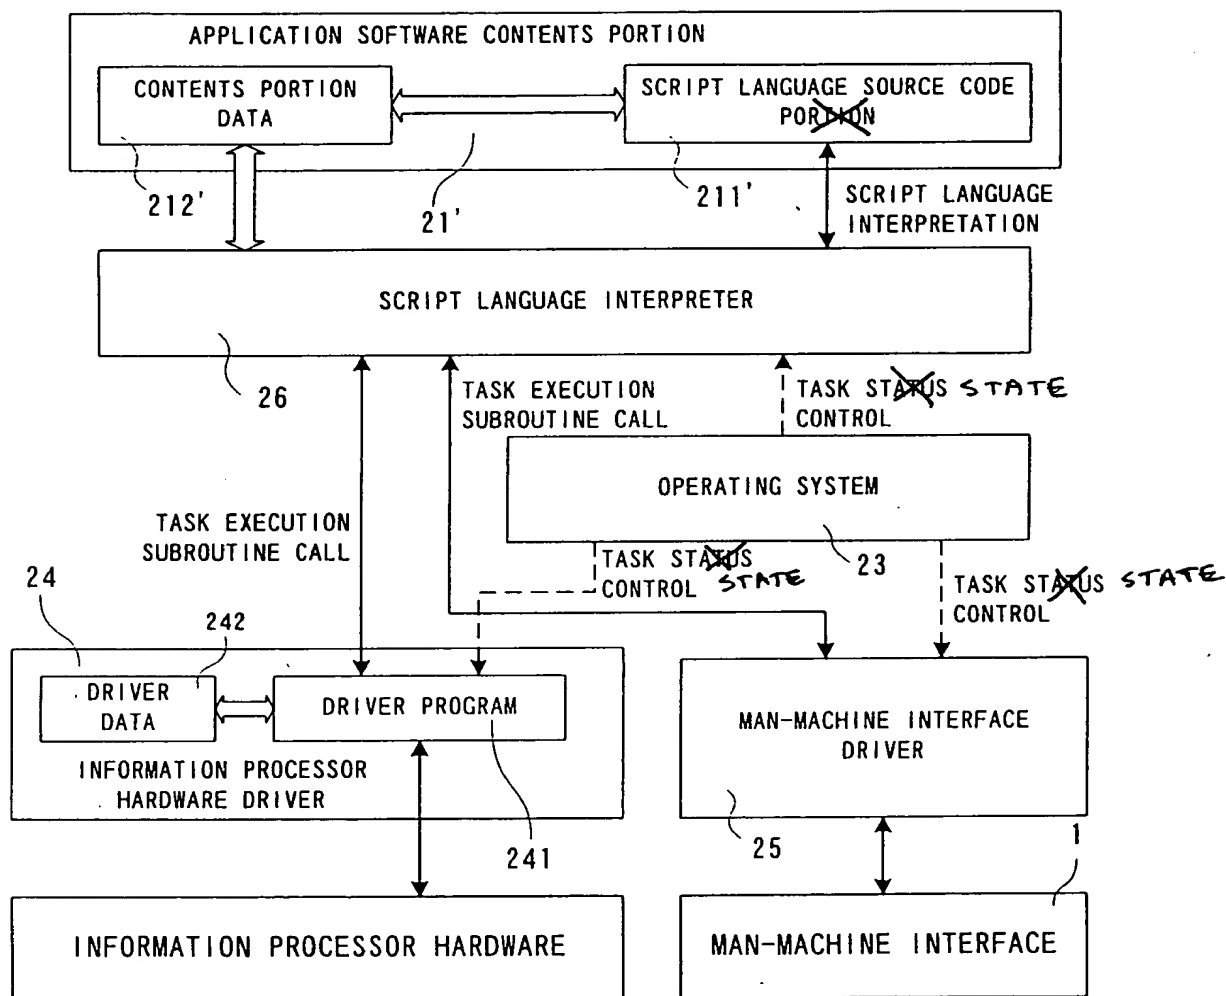 APPLICATION SOFTWARE CONTENTS PORTION
CONTENTS PORTION
DATA
SCRIPT LANGUAGE SOURCE CODE
PORTION
212'
21'
211'
SCRIPT LANGUAGE
INTERPRETATION
SCRIPT LANGUAGE INTERPRETER
26
TASK EXECUTION
SUBROUTINE CALL
TASK STATUS STATE
CONTROL
OPERATING SYSTEM
23
TASK EXECUTION
SUBROUTINE CALL
TASK STATUS
CONTROL STATE
TASK STATUS STATE
CONTROL
24
242
DRIVER
DATA
DRIVER PROGRAM
INFORMATION PROCESSOR
HARDWARE DRIVER
241
MAN-MACHINE INTERFACE
DRIVER
25
1
INFORMATION PROCESSOR HARDWARE
MAN-MACHINE INTERFACE